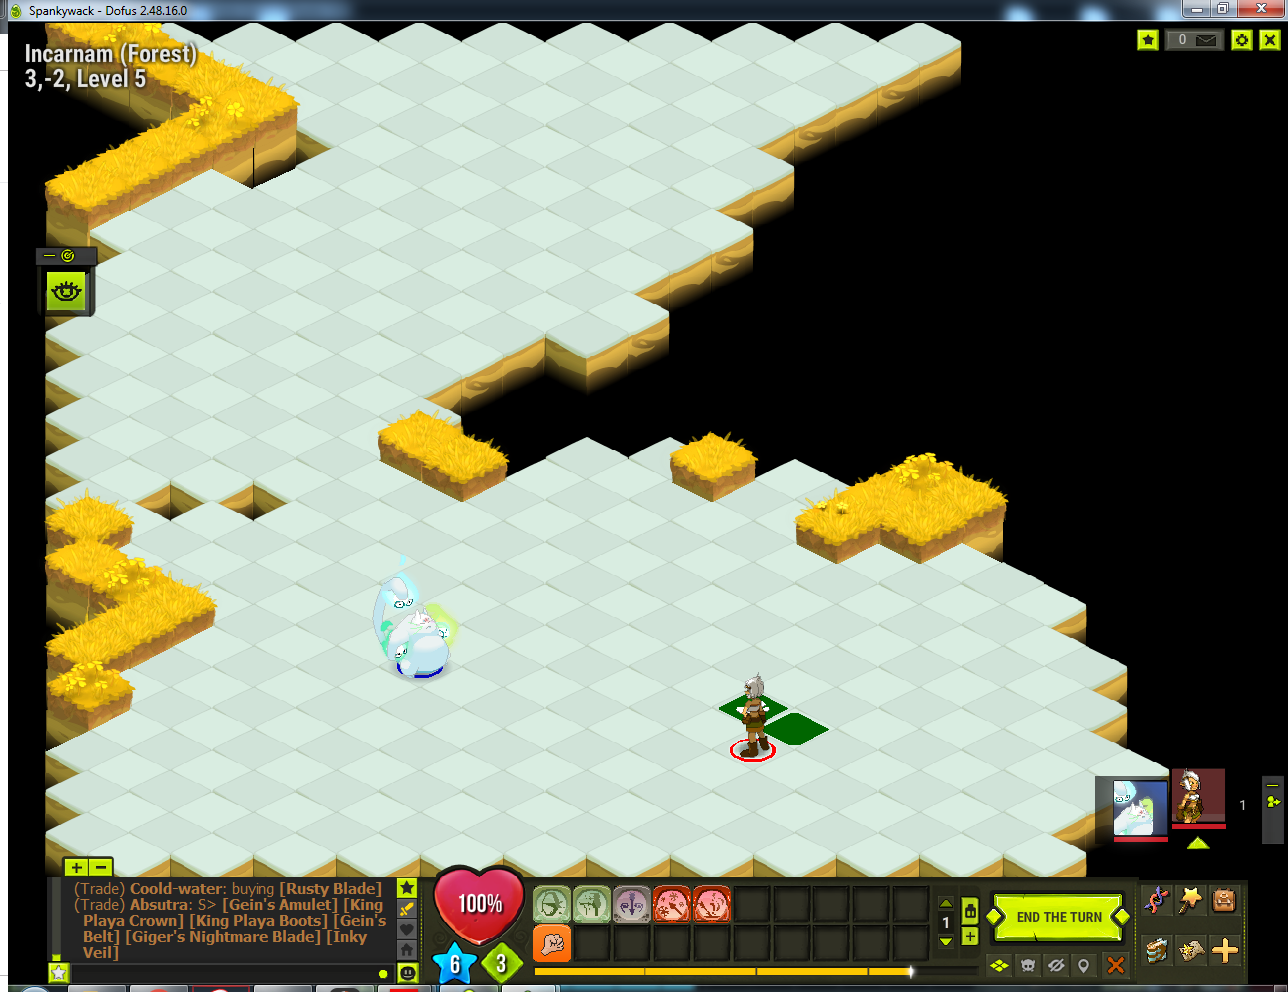 Spankywack - Dofus 2.48.16.0
Incarnam (Forest)
3,-2, Level 5
0
1
(Trade) Coold-water: buying [Rusty Blade]
(Trade) Absutra: S> [Gein's Amulet] [King
Playa Crown] [King Playa Boots] [Gein's
Belt] [Giger's Nightmare Blade] [Inky
Veil]
100%
6
3
1
END THE TURN